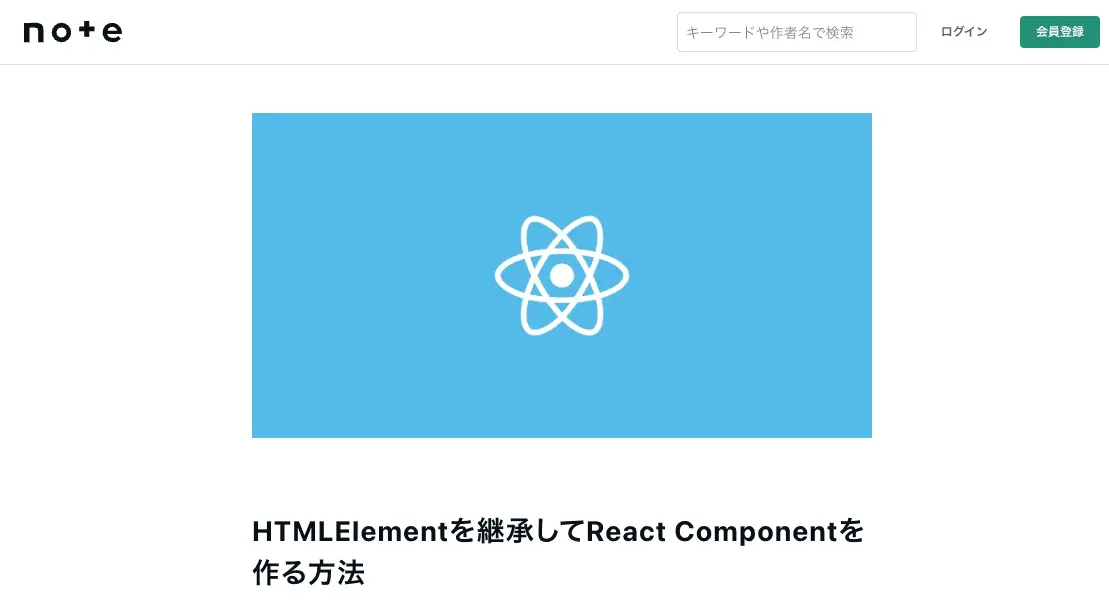 note
キーワードや作者名で検索
ログイン
会員登録
HTMLElementを継承してReact Componentを
作る方法